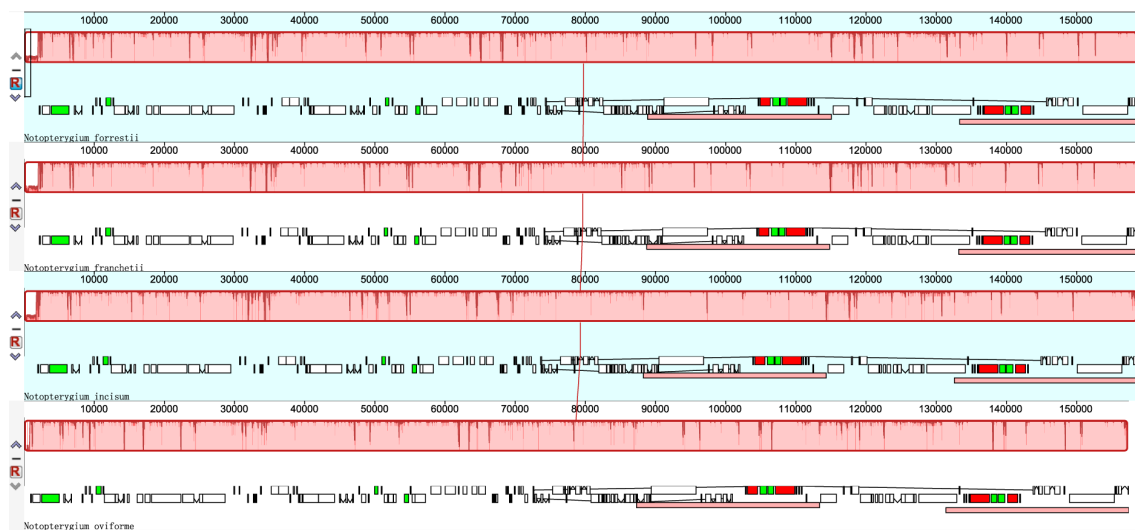 10000 20000 30000 40000 50000 60000 70000 80000 90000 100000 110000 120000 130000 140000 150000
R
Notopterygium forrestii
10000 20000 30000 40000 50000 60000 70000 80000 90000 100000 110000 120000 130000 140000 150000
R
Notopterygium franchetii
10000 20000 30000 40000 50000 60000 70000 80000 90000 100000 110000 120000 130000 140000 150000
R
Notopterygium incisum
10000 20000 30000 40000 50000 60000 70000 80000 90000 100000 110000 120000 130000 140000 150000
R
Notopterygium oviforme